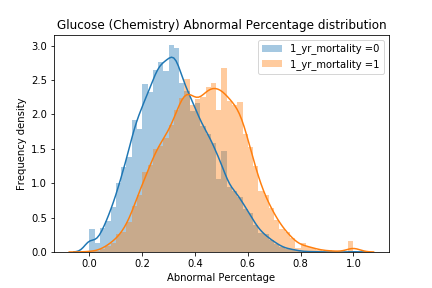 Glucose (Chemistry) Abnormal Percentage distribution
1_yr_mortality =0
1_yr_mortality =1
Frequency density
3.0
2.5
2.0
1.5
1.0
0.5
0.0
0.0 0.2 0.4 0.6 0.8 1.0
Abnormal Percentage